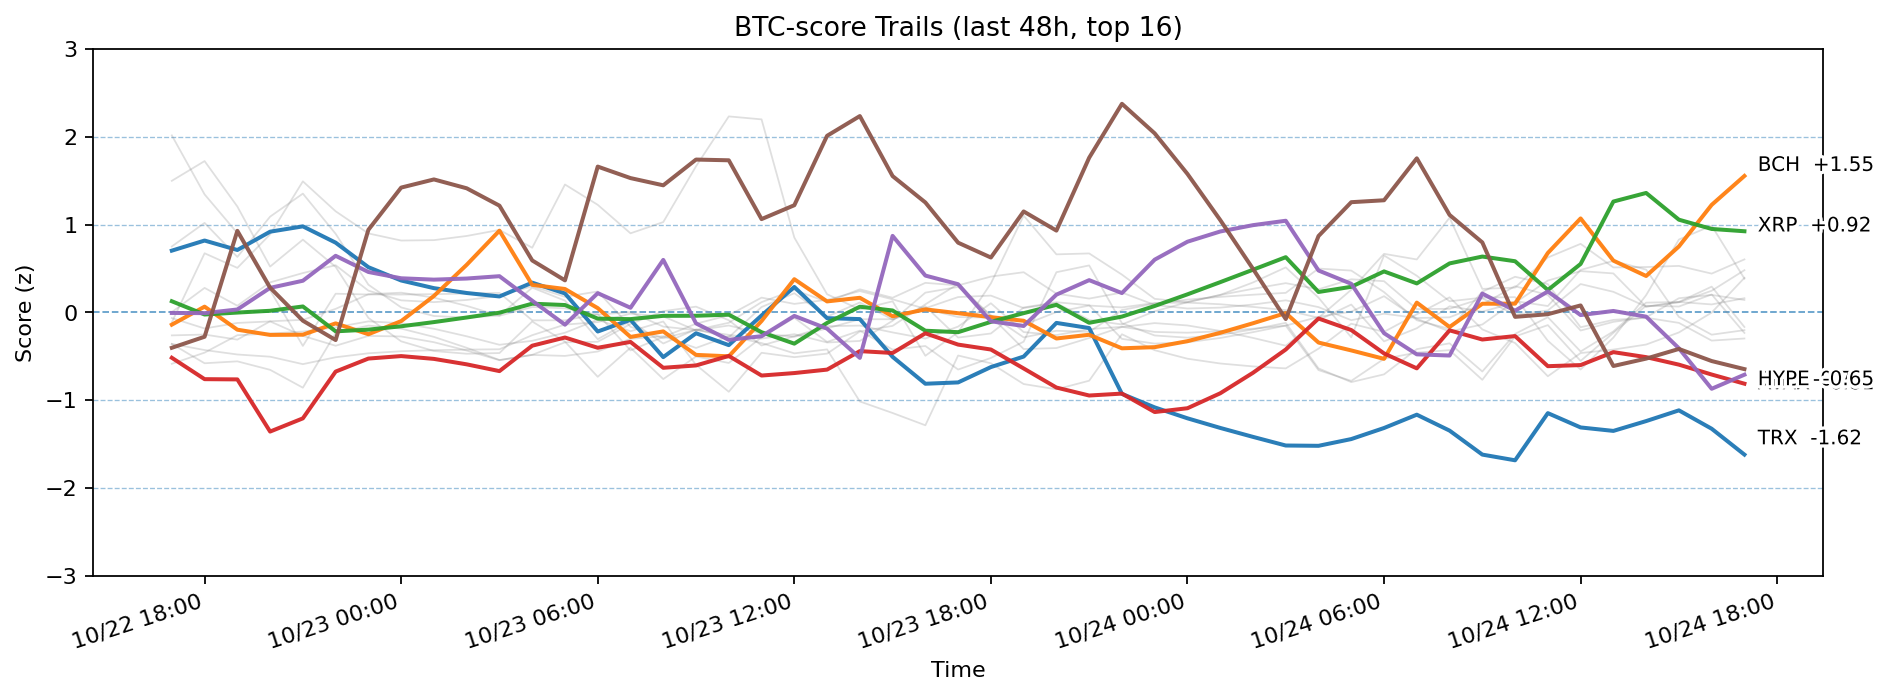 BTC-score Trails (last 48h, top 16)
Score (z)
3
2
1
0
−1
−2
−3
BCH +1.55
XRP +0.92
HYPE -0.65
TRX -1.62
10/22 18:00
10/23 00:00
10/23 06:00
10/23 12:00
10/23 18:00
10/24 00:00
10/24 06:00
10/24 12:00
10/24 18:00
Time